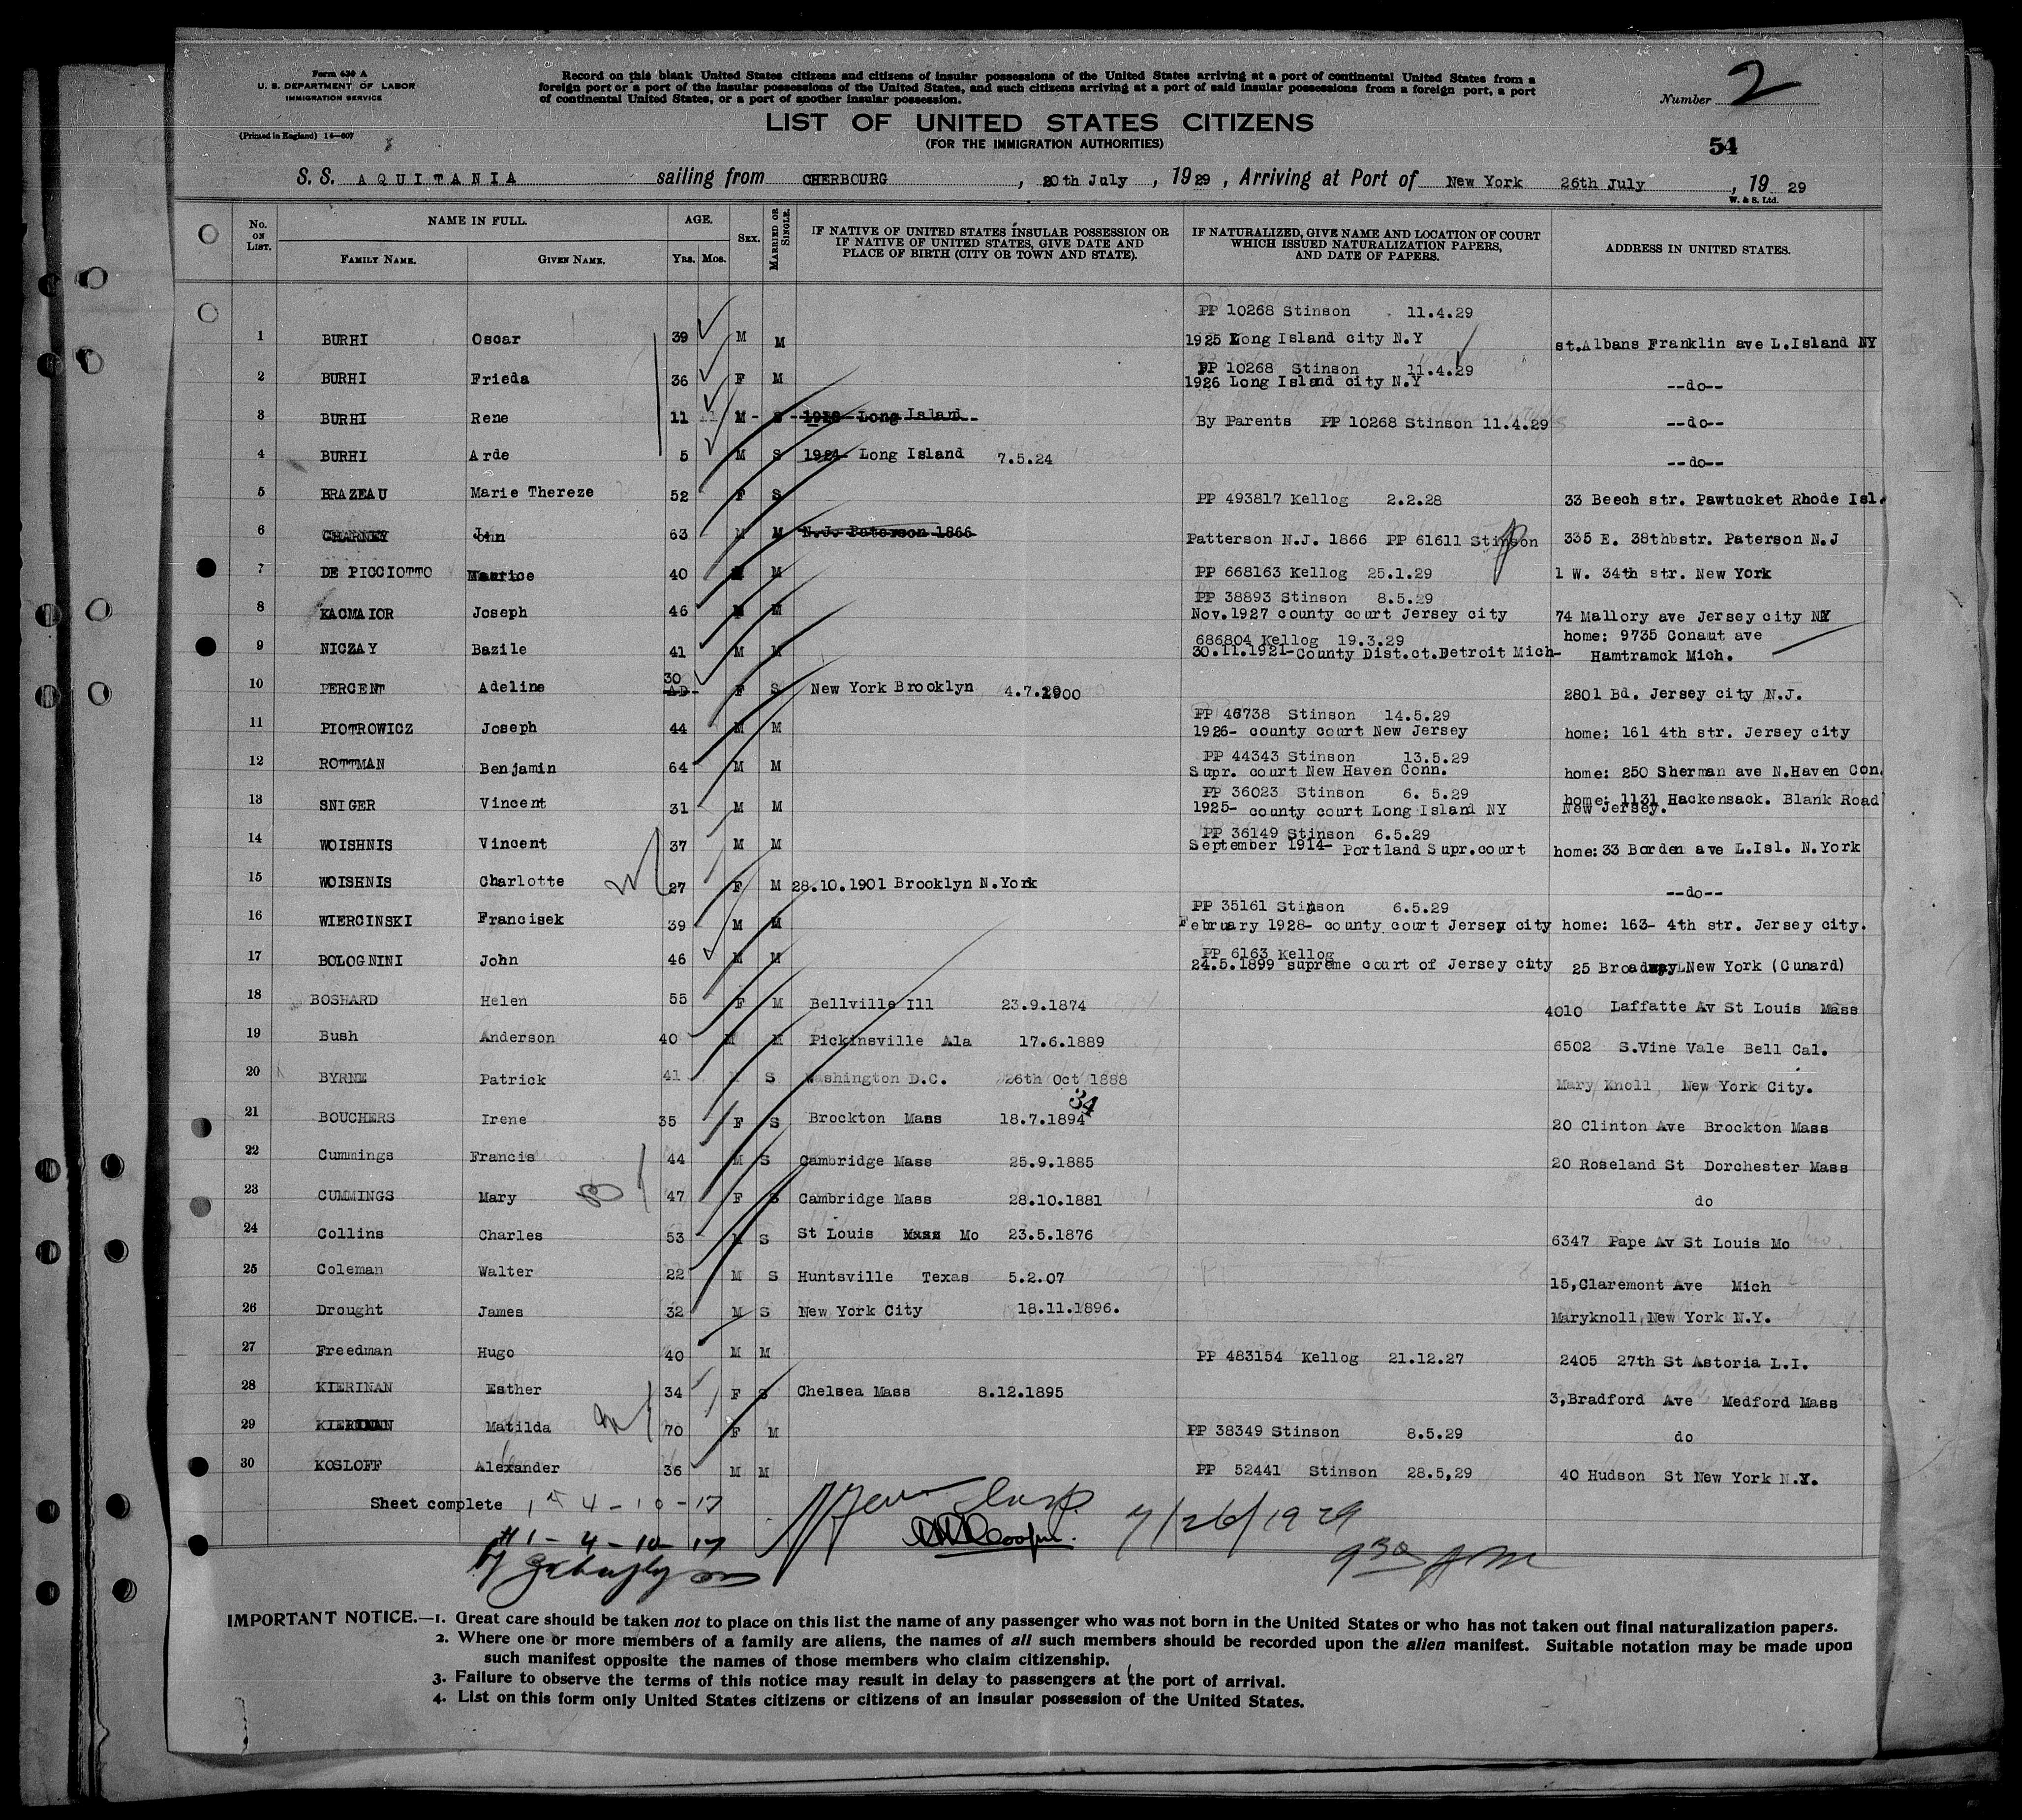 Form 630 A
U. S. DEPARTMENT OF LABOR
IMMIGRATION SERVICE
(Printed in England) 14—607
Record on this blank United States citizens and citizens of insular possessions of the United States arriving at a port of continental United States from a
foreign port or a port of the insular possessions of the United States, and such citizens arriving at a port of said insular possessions from a foreign port, a port
of continental United States, or a port of another insular possession.
Number 2
LIST OF UNITED STATES CITIZENS
(FOR THE IMMIGRATION AUTHORITIES)
54
S. S. AQUITANIA sailing from CHERBOURG , 20th July , 19 29 , Arriving at Port of New York 26th July , 19 29
W. & S. Ltd.
No. ON LIST. NAME IN FULL. AGE. SEX. MARRIED OR SINGLE. IF NATIVE OF UNITED STATES INSULAR POSSESSION OR IF NATIVE OF UNITED STATES, GIVE DATE AND PLACE OF BIRTH (CITY OR TOWN AND STATE). IF NATURALIZED, GIVE NAME AND LOCATION OF COURT WHICH ISSUED NATURALIZATION PAPERS, AND DATE OF PAPERS. ADDRESS IN UNITED STATES.
FAMILY NAME. GIVEN NAME. YRS. MOS.
PP 10268 Stinson 11.4.29
1 BURHI Oscar 39 M M 1925 Long Island city N.Y st.Albans Franklin ave L.Island NY
PP 10268 Stinson 11.4.29
2 BURHI Frieda 36 F M 1926 Long Island city N.Y --do--
3 BURHI Rene 11 11 M - S - 1918 Long Island By Parents PP 10268 Stinson 11.4.29 --do--
4 BURHI Arde 5 M S 1924 Long Island 7.5.24 --do--
5 BRAZEAU Marie Thereze 52 F S PP 493817 Kellog 2.2.28 33 Beech str. Pawtucket Rhode Isl.
6 CHARNEY John 63 M M N.J. Paterson 1866 Patterson N.J. 1866 PP 61611 Stinson 335 E. 38thbstr. Paterson N.J
7 DE PICCIOTTO Maurice 40 M M PP 668163 Kellog 25.1.29 1 W. 34th str. New York
PP 38893 Stinson 8.5.29
8 KACMAIOR Joseph 46 M M Nov.1927 county court Jersey city 74 Mallory ave Jersey city NY
686804 Kellog 19.3.29 home: 9735 Conaut ave
9 NICZAY Bazile 41 M M 30.11.1921-County Dist.ct.Detroit Mich- Hamtramck Mich.
30
10 PERCENT Adeline F S New York Brooklyn 4.7.1900 2801 Bd. Jersey city N.J.
PP 46738 Stinson 14.5.29
11 PIOTROWICZ Joseph 44 M M 1926- county court New Jersey home: 161 4th str. Jersey city
PP 44343 Stinson 13.5.29
12 ROTTMAN Benjamin 64 M M Supr. court New Haven Conn. home: 250 Sherman ave N.Haven Con.
PP 36023 Stinson 6. 5.29 home: 1131 Hackensack. Blank Road
13 SNIGER Vincent 31 M M 1925- county court Long Island NY New Jersey.
PP 36149 Stinson 6.5.29
14 WOISHNIS Vincent 37 M M September 1914- Portland Supr.court home: 33 Borden ave L.Isl. N.York
15 WOISHNIS Charlotte 27 F M 28.10.1901 Brooklyn N.York --do--
PP 35161 Stinson 6.5.29
16 WIERCINSKI Francisek 39 M M February 1928- county court Jersey city home: 163- 4th str. Jersey city.
PP 6163 Kellog
17 BOLOGNINI John 46 M M 24.5.1899 supreme court of Jersey city 25 Broadway New York (Cunard)
18 BOSHARD Helen 55 F M Bellville Ill 23.9.1874 4010 Laffatte Av St Louis Mass
19 Bush Anderson 40 M M Pickinsville Ala 17.6.1889 6502 S.Vine Vale Bell Cal.
20 BYRNE Patrick 41 M S Washington D.C. 26th Oct 1888 Mary Knoll, New York City.
34
21 BOUCHERS Irene 35 F S Brockton Mass 18.7.1894 20 Clinton Ave Brockton Mass
22 Cummings Francis 44 M S Cambridge Mass 25.9.1885 20 Roseland St Dorchester Mass
23 CUMMINGS Mary 47 F S Cambridge Mass 28.10.1881 do
24 Collins Charles 53 M S St Louis Mass Mo 23.5.1876 6347 Pape Av St Louis Mo
25 Coleman Walter 22 M S Huntsville Texas 5.2.07 15,Claremont Ave Mich
26 Drought James 32 M S New York City 18.11.1896. Maryknoll,New York N.Y.
27 Freedman Hugo 40 M M PP 483154 Kellog 21.12.27 2405 27th St Astoria L.I.
28 KIERINAN Esther 34 F S Chelsea Mass 8.12.1895 3,Bradford Ave Medford Mass
29 KIERINAN Matilda 70 F M PP 38349 Stinson 8.5.29 do
30 KOSLOFF Alexander 36 M M PP 52441 Stinson 28.5,29 40 Hudson St New York N.Y.
Sheet complete 4-10-17
#1-4-10-17
7/26/1929
9 30 AM
IMPORTANT NOTICE.—1. Great care should be taken not to place on this list the name of any passenger who was not born in the United States or who has not taken out final naturalization papers.
2. Where one or more members of a family are aliens, the names of all such members should be recorded upon the alien manifest. Suitable notation may be made upon
such manifest opposite the names of those members who claim citizenship.
3. Failure to observe the terms of this notice may result in delay to passengers at the port of arrival.
4. List on this form only United States citizens or citizens of an insular possession of the United States.